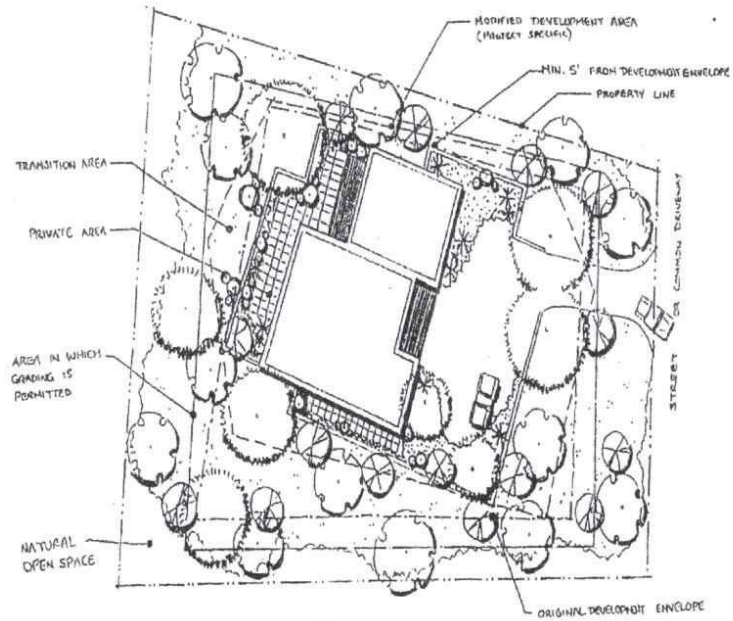 MODIFIED DEVELOPMENT AREA
(PROJECT SPECIFIC)
MIN. 5' FROM DEVELOPMENT ENVELOPE
PROPERTY LINE
TRANSITION AREA
PRIVATE AREA
AREA IN WHICH
GRADING IS
PERMITTED
STREET OR COMMON DRIVEWAY
NATURAL
OPEN SPACE
ORIGINAL DEVELOPMENT ENVELOPE